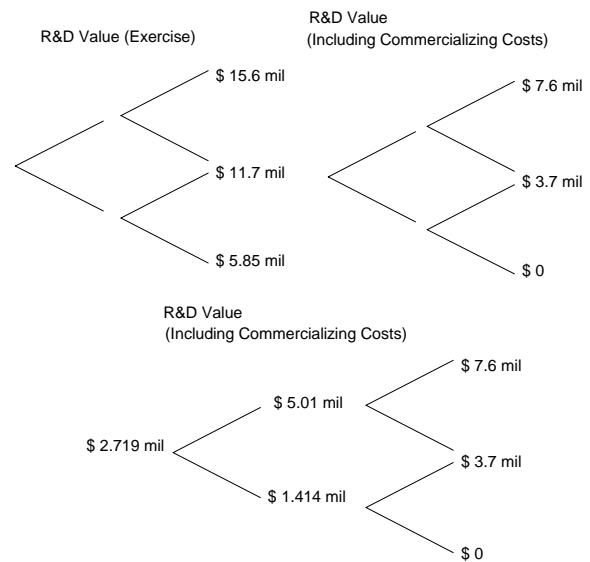 R&D Value (Exercise)
$ 15.6 mil
$ 11.7 mil
$ 5.85 mil
R&D Value
(Including Commercializing Costs)
$ 7.6 mil
$ 3.7 mil
$ 0
R&D Value
(Including Commercializing Costs)
$ 7.6 mil
$ 5.01 mil
$ 2.719 mil
$ 3.7 mil
$ 1.414 mil
$ 0